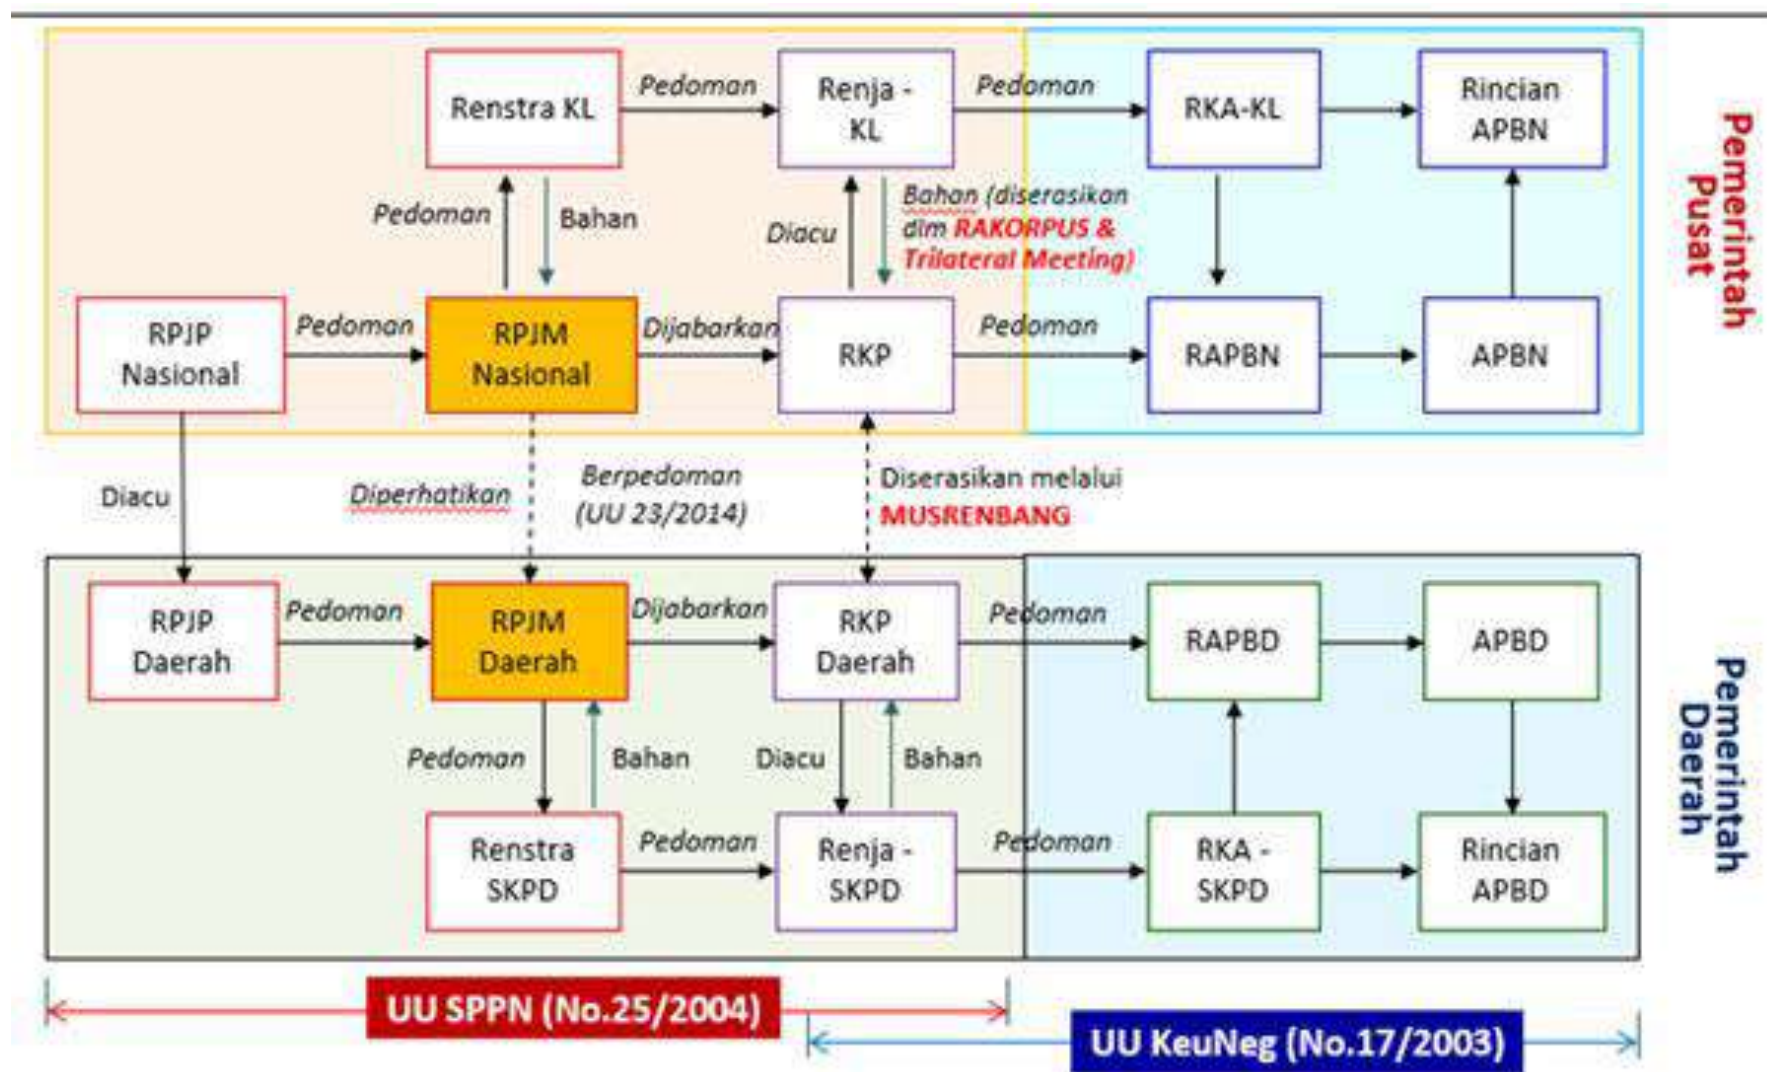 Renstra KL
Pedoman
Renja -
KL
Pedoman
RKA-KL
Rincian
APBN
Pedoman
Bahan
Diacu
Bahan (diserasikan
dlm RAKORPUS &
Trilateral Meeting)
RPJP
Nasional
Pedoman
RPJM
Nasional
Dijabarkan
RKP
Pedoman
RAPBN
APBN
Pemerintah
Pusat
Diacu
Diperhatikan
Berpedoman
(UU 23/2014)
Diserasikan melalui
MUSRENBANG
RPJP
Daerah
Pedoman
RPJM
Daerah
Dijabarkan
RKP
Daerah
Pedoman
RAPBD
APBD
Pedoman
Bahan
Diacu
Bahan
Renstra
SKPD
Pedoman
Renja -
SKPD
Pedoman
RKA -
SKPD
Rincian
APBD
Pemerintah
Daerah
UU SPPN (No.25/2004)
UU KeuNeg (No.17/2003)